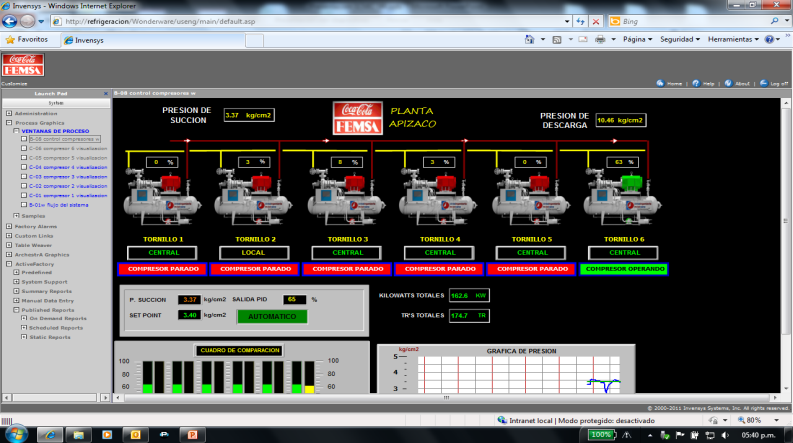 Invensys - Windows Internet Explorer
http://refrigeracion/Wonderware/useng/main/default.asp
Bing
Favoritos
Invensys
Página
Seguridad
Herramientas
Coca-Cola
FEMSA
Customize
Home | Help | About | Log off
Launch Pad
B-08 control compresores w
System
Administration
Process Graphics
VENTANAS DE PROCESO
B-08 control compresores w
C-06 compresor 6 visualizacion
C-05 compresor 5 visualizacion
C-04 compresor 4 visualizacion
C-03 compresor 3 visualizacion
C-02 compresor 2 visualizacion
C-01 compresor 1 visualizacion
B-01w flujo del sistema
Samples
Factory Alarms
Custom Links
Table Weaver
ArchestrA Graphics
ActiveFactory
Predefined
System Support
Summary Reports
Manual Data Entry
Published Reports
On Demand Reports
Scheduled Reports
Static Reports
PRESION DE SUCCION
3.37 kg/cm2
Coca-Cola
FEMSA
PLANTA
APIZACO
PRESION DE DESCARGA
10.46 kg/cm2
0 %
3 %
8 %
3 %
0 %
63 %
TORNILLO 1
TORNILLO 2
TORNILLO 3
TORNILLO 4
TORNILLO 5
TORNILLO 6
CENTRAL
LOCAL
CENTRAL
CENTRAL
CENTRAL
CENTRAL
COMPRESOR PARADO
COMPRESOR PARADO
COMPRESOR PARADO
COMPRESOR PARADO
COMPRESOR PARADO
COMPRESOR OPERANDO
P. SUCCION 3.37 kg/cm2 SALIDA PID 65 %
SET POINT 3.40 kg/cm2 AUTOMATICO
KILOWATTS TOTALES 162.6 KW
TR'S TOTALES 174.7 TR
CUADRO DE COMPARACION
100
80
60
100
80
60
kg/cm2
GRAFICA DE PRESION
5
4
3
© 2000-2011 Invensys Systems, Inc. All rights reserved.
Intranet local | Modo protegido: desactivado
80%
100%
05:40 p.m.